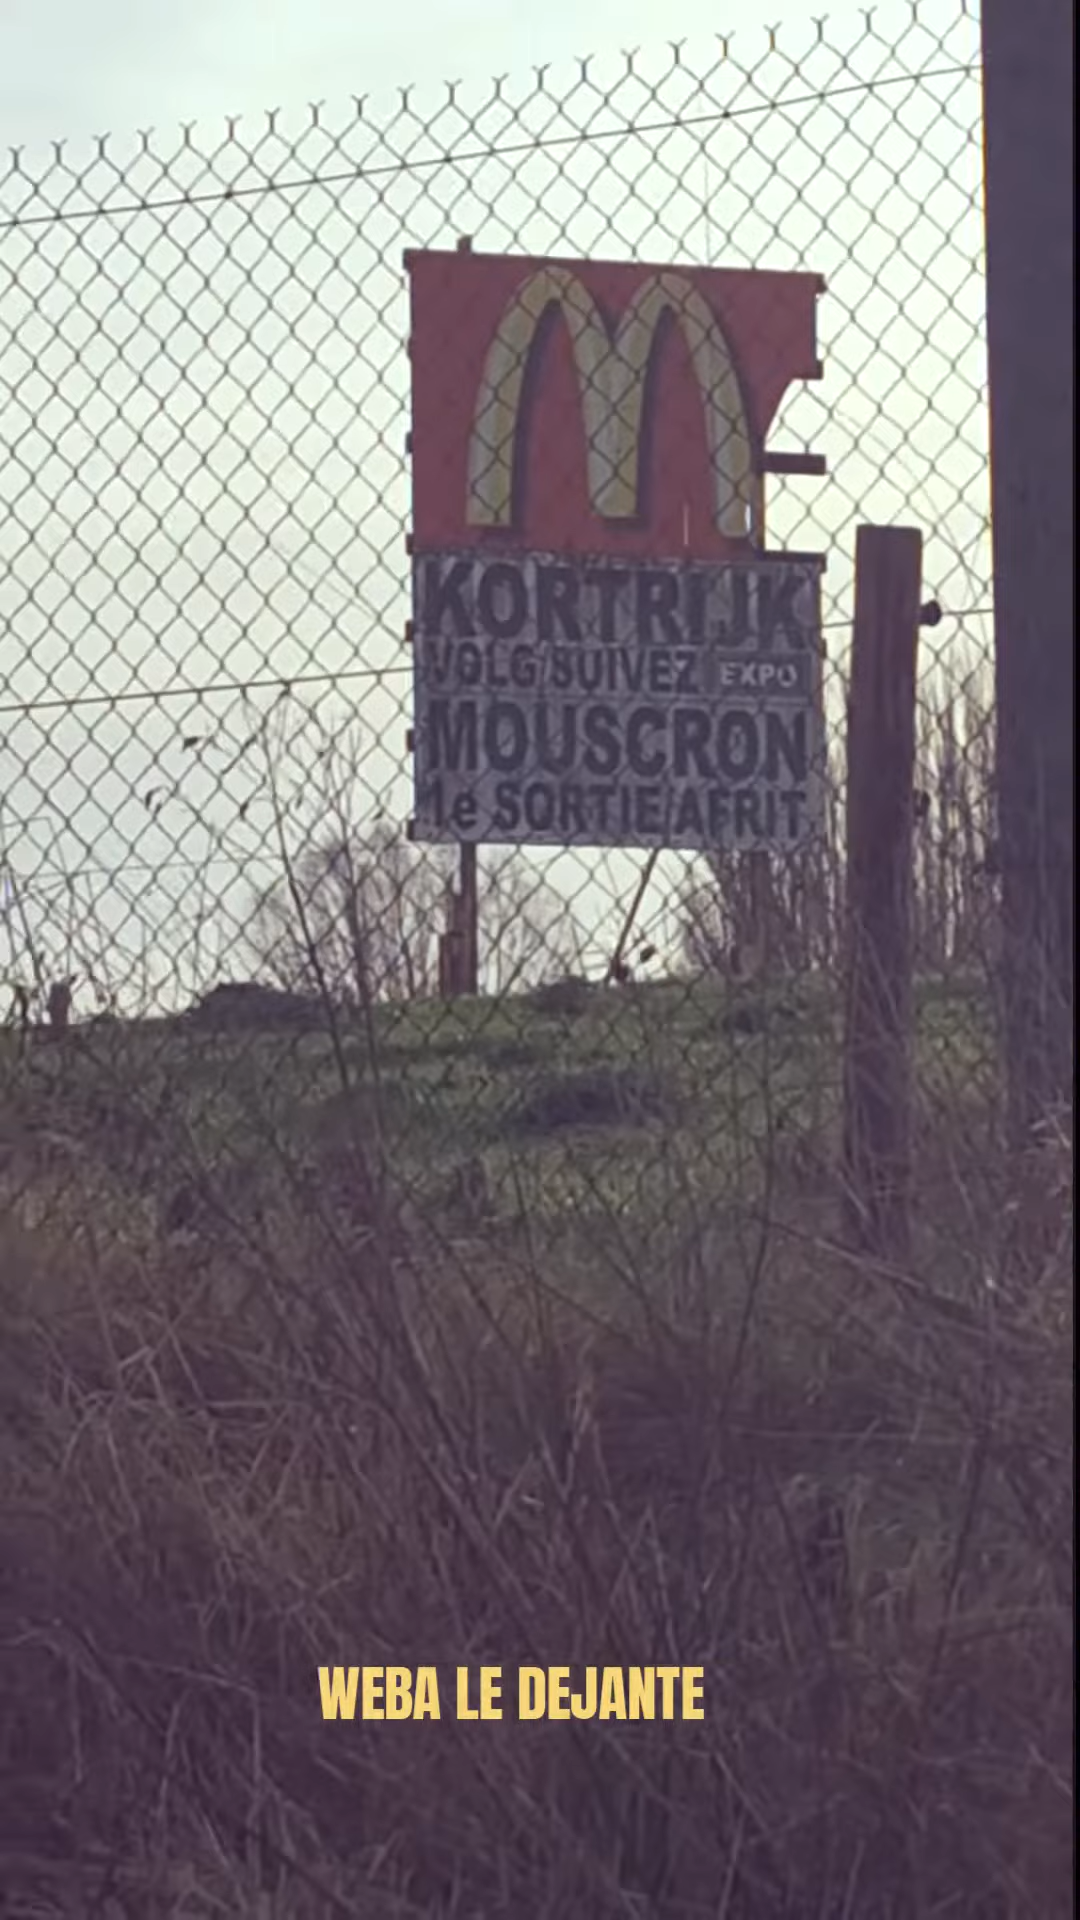 M
KORTRIJK
VOLG/SUIVEZ EXPO
MOUSCRON
1e SORTIE/AFRIT
WEBA LE DEJANTE